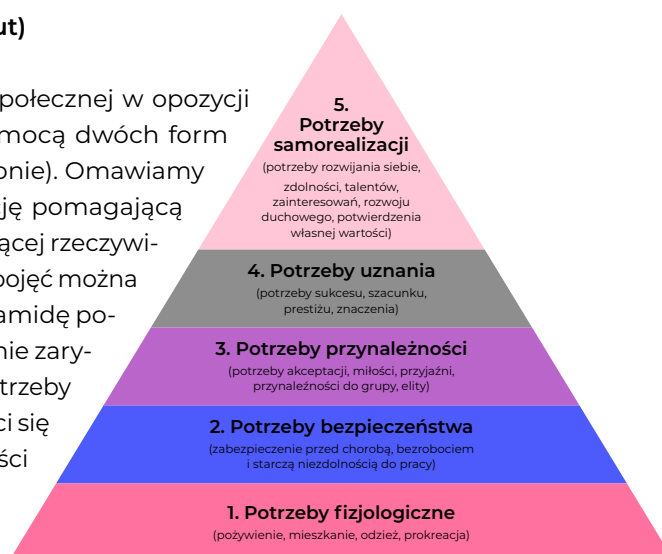 ut)
połecznej w opozycji
mocą dwóch form
onie). Omawiamy
ję pomagającą
ącej rzeczywi-
pojęć można
amidę po-
nie zary-
trzeby
ci się
ści
5.
Potrzeby
samorealizacji
(potrzeby rozwijania siebie,
zdolności, talentów,
zainteresowań, rozwoju
duchowego, potwierdzenia
własnej wartości)
4. Potrzeby uznania
(potrzeby sukcesu, szacunku,
prestiżu, znaczenia)
3. Potrzeby przynależności
(potrzeby akceptacji, miłości, przyjaźni,
przynależności do grupy, elity)
2. Potrzeby bezpieczeństwa
(zabezpieczenie przed chorobą, bezrobociem
i starczą niezdolnością do pracy)
1. Potrzeby fizjologiczne
(pożywienie, mieszkanie, odzież, prokreacja)